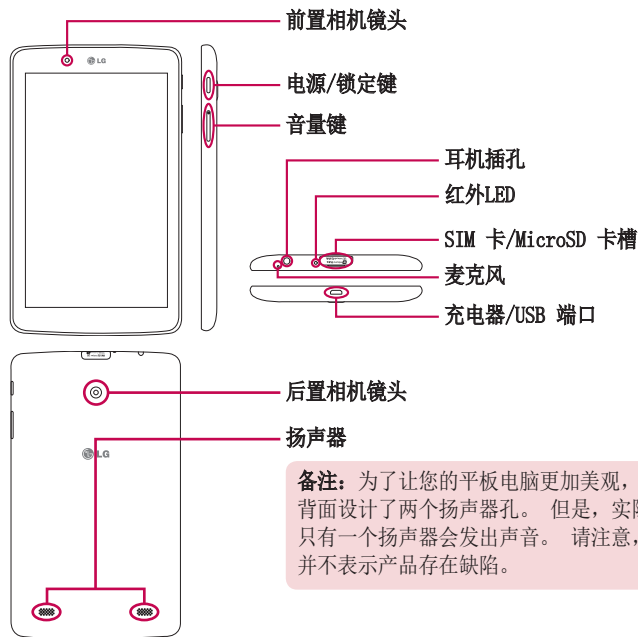 前置相机镜头
LG
电源/锁定键
音量键
耳机插孔
红外LED
SIM 卡/MicroSD 卡槽
麦克风
充电器/USB 端口
后置相机镜头
扬声器
LG
备注: 为了让您的平板电脑更加美观,
背面设计了两个扬声器孔。 但是, 实
只有一个扬声器会发出声音。 请注意,
并不表示产品存在缺陷。